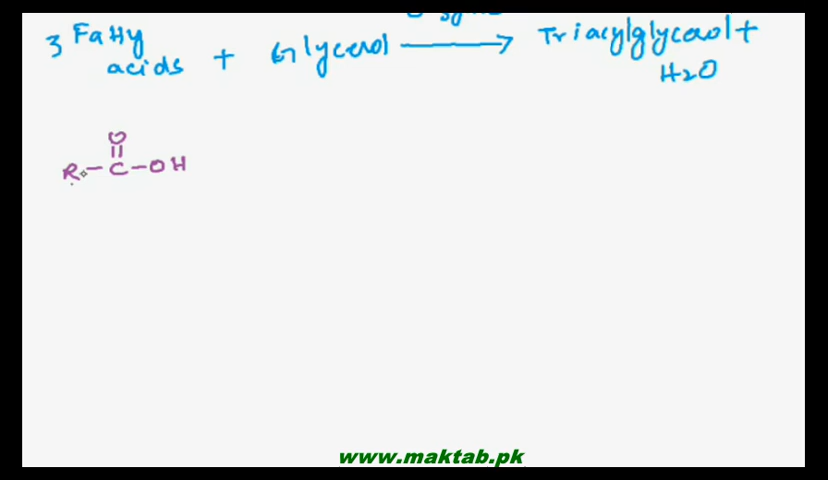 3 Fatty acids + Glycerol ⟶ Triacylglycerol + H₂O
O
||
R – C – OH
www.maktab.pk